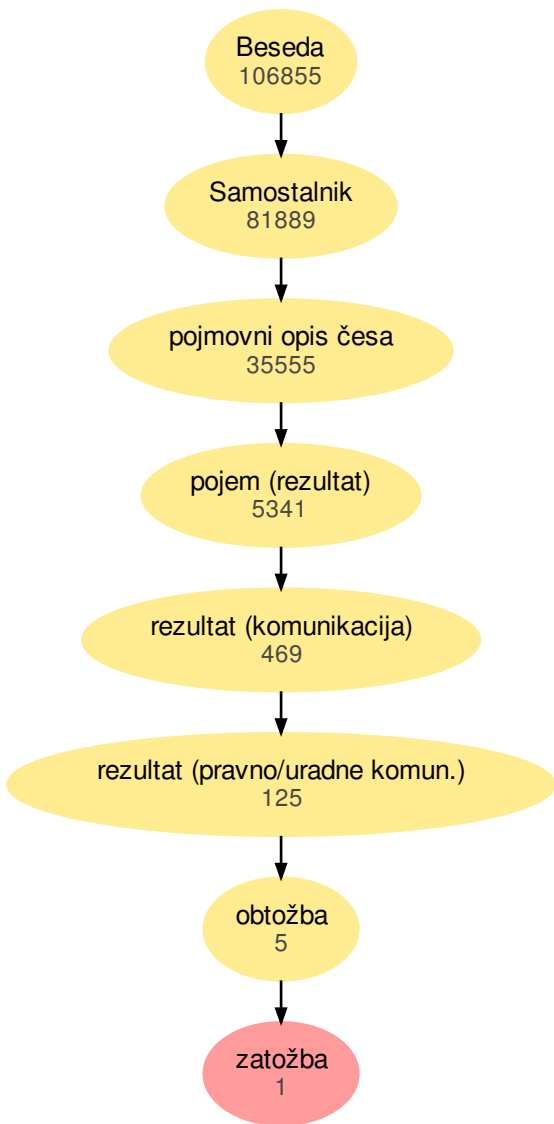 Beseda
106855
Samostalnik
81889
pojmovni opis česa
35555
pojem (rezultat)
5341
rezultat (komunikacija)
469
rezultat (pravno/uradne komun.)
125
obtožba
5
zatožba
1